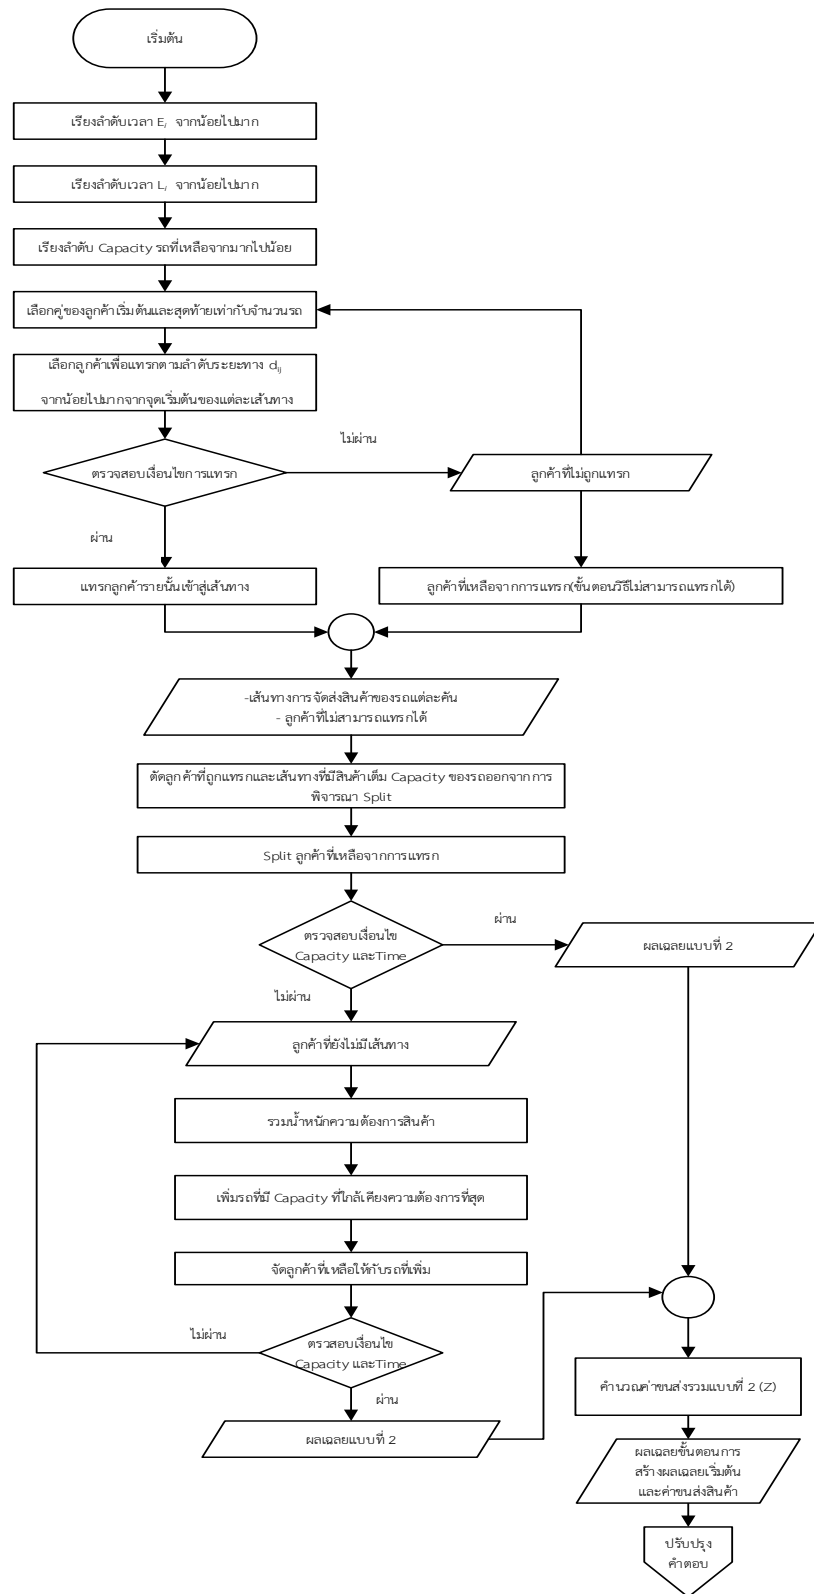 เริ่มต้น
เรียงลำดับเวลา Ei จากน้อยไปมาก
เรียงลำดับเวลา Li จากน้อยไปมาก
เรียงลำดับ Capacity รถที่เหลือจากมากไปน้อย
เลือกคู่ของลูกค้าเริ่มต้นและสุดท้ายเท่ากับจำนวนรถ
เลือกลูกค้าเพื่อแทรกตามลำดับระยะทาง dij
จากน้อยไปมากจากจุดเริ่มต้นของแต่ละเส้นทาง
ไม่ผ่าน
ตรวจสอบเงื่อนไขการแทรก
ลูกค้าที่ไม่ถูกแทรก
ผ่าน
แทรกลูกค้ารายนั้นเข้าสู่เส้นทาง
ลูกค้าที่เหลือจากการแทรก(ขั้นตอนวิธีไม่สามารถแทรกได้)
-เส้นทางการจัดส่งสินค้าของรถแต่ละคัน
- ลูกค้าที่ไม่สามารถแทรกได้
ตัดลูกค้าที่ถูกแทรกและเส้นทางที่มีสินค้าเต็ม Capacity ของรถออกจากการ
พิจารณา Split
Split ลูกค้าที่เหลือจากการแทรก
ผ่าน
ตรวจสอบเงื่อนไข
Capacity และTime
ผลเฉลยแบบที่ 2
ไม่ผ่าน
ลูกค้าที่ยังไม่มีเส้นทาง
รวมน้ำหนักความต้องการสินค้า
เพิ่มรถที่มี Capacity ที่ใกล้เคียงความต้องการที่สุด
จัดลูกค้าที่เหลือให้กับรถที่เพิ่ม
ไม่ผ่าน
ตรวสอบเงื่อนไข
Capacity และTime
ผ่าน
ผลเฉลยแบบที่ 2
คำนวณค่าขนส่งรวมแบบที่ 2 (Z)
ผลเฉลยขั้นตอนการ
สร้างผลเฉลยเริ่มต้น
และค่าขนส่งสินค้า
ปรับปรุง
คำตอบ